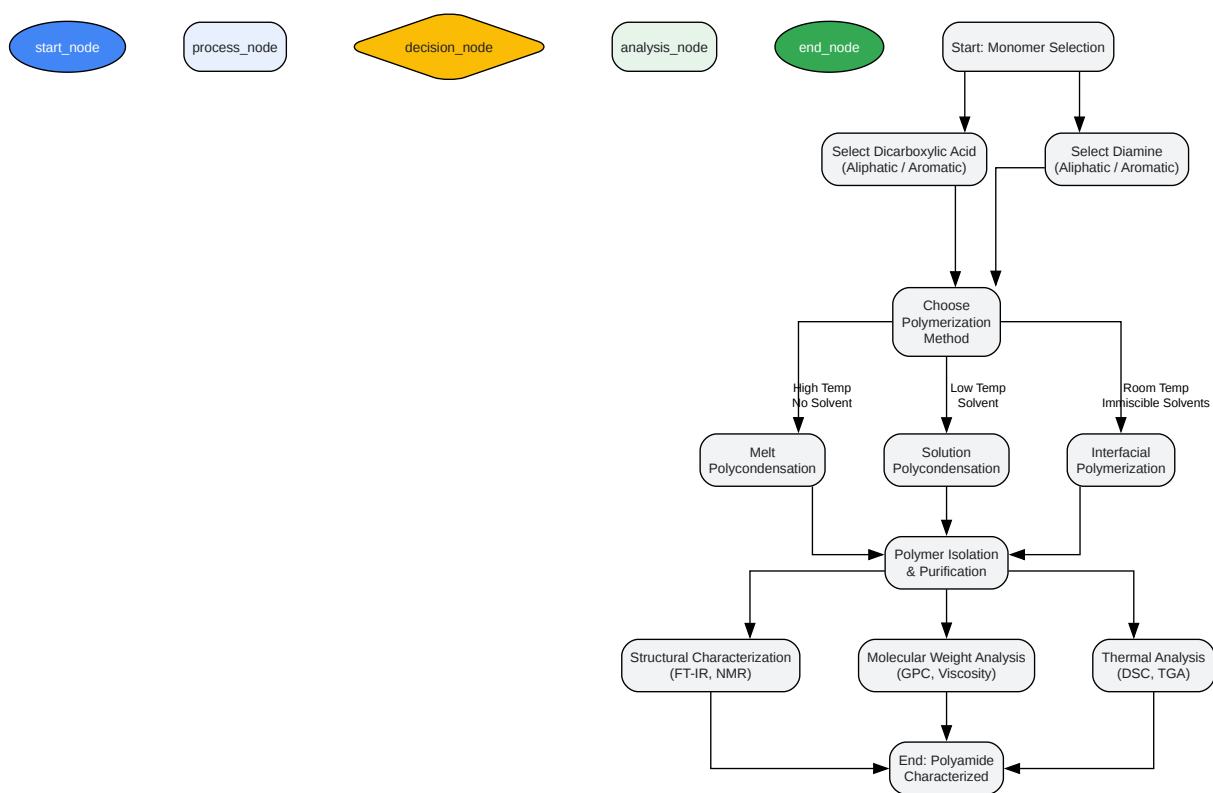 start_node
process_node
decision_node
analysis_node
end_node
Start: Monomer Selection
Select Dicarboxylic Acid
(Aliphatic / Aromatic)
Select Diamine
(Aliphatic / Aromatic)
Choose
Polymerization
Method
High Temp
No Solvent
Low Temp
Solvent
Room Temp
Immiscible Solvents
Melt
Polycondensation
Solution
Polycondensation
Interfacial
Polymerization
Polymer Isolation
& Purification
Structural Characterization
(FT-IR, NMR)
Molecular Weight Analysis
(GPC, Viscosity)
Thermal Analysis
(DSC, TGA)
End: Polyamide
Characterized